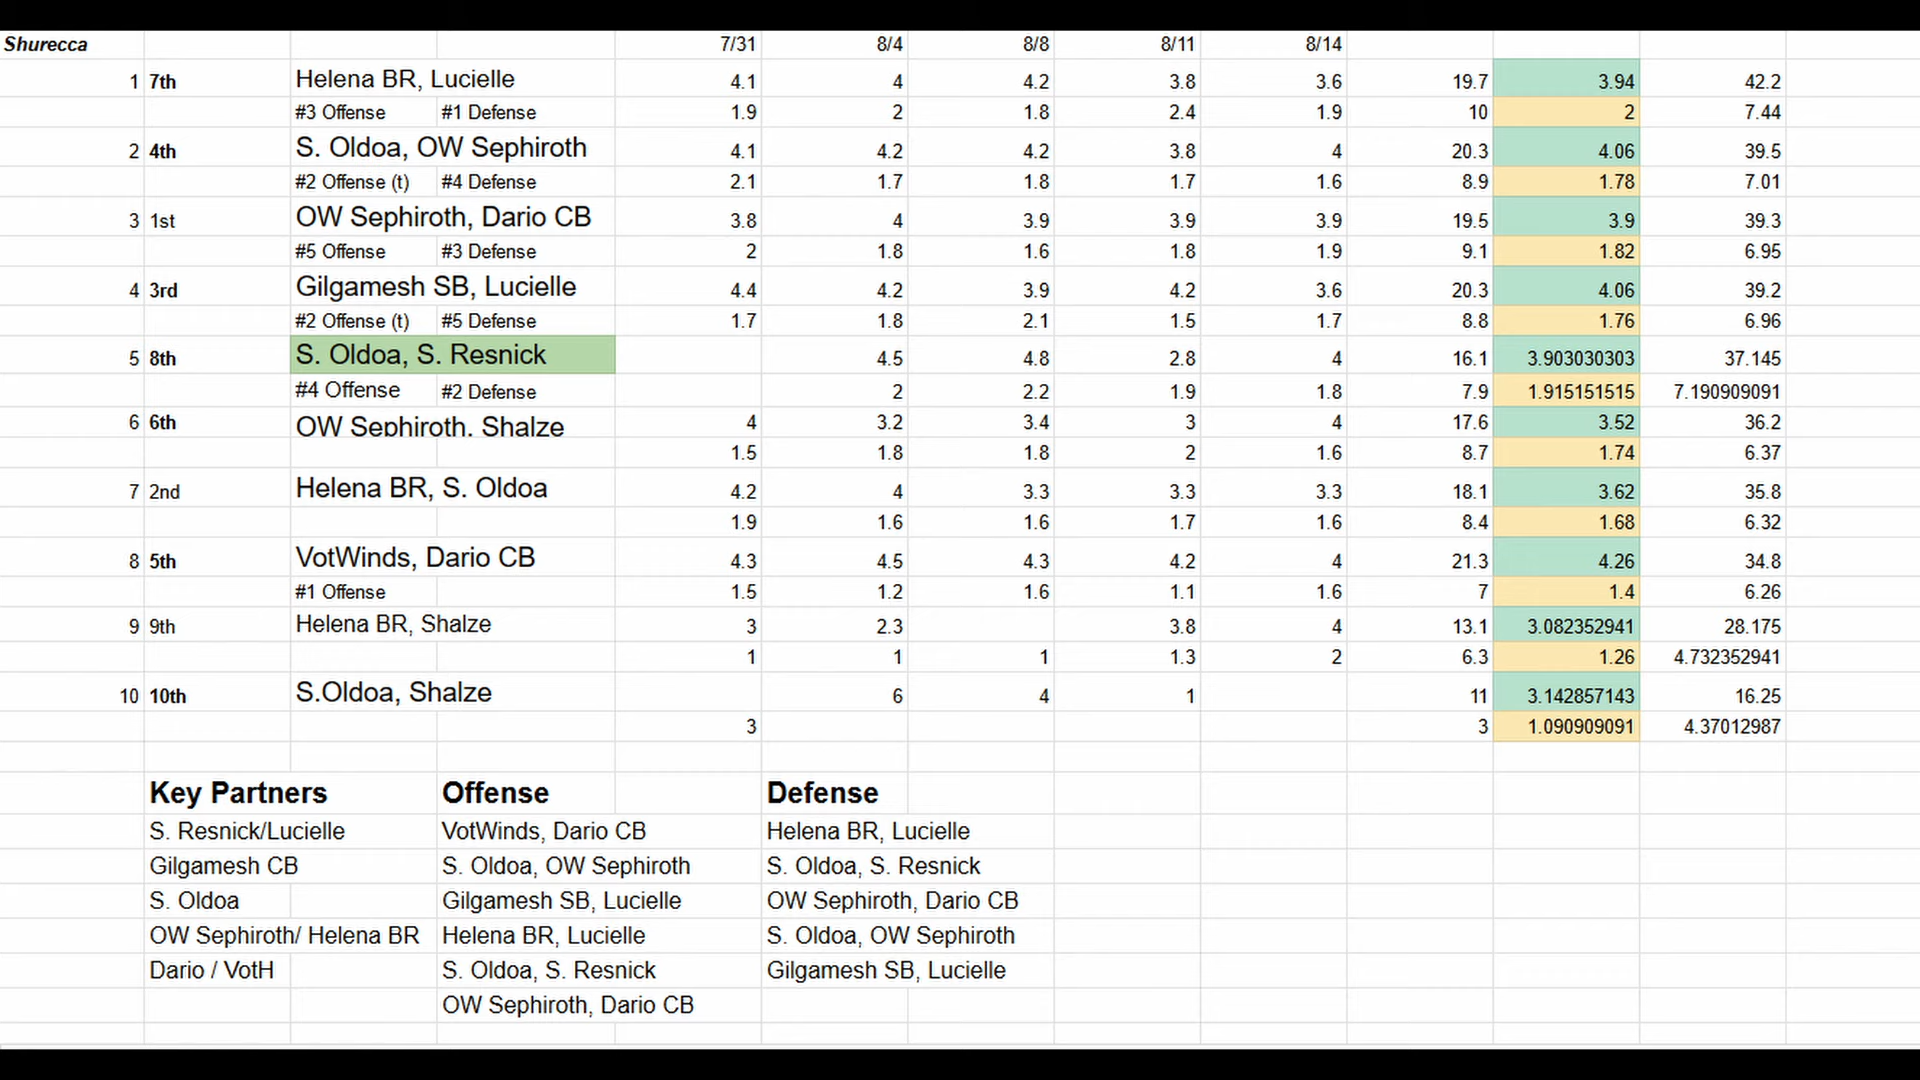 Shurecca 7/31 8/4 8/8 8/11 8/14
1 7th Helena BR, Lucielle 4.1 4 4.2 3.8 3.6 19.7 3.94 42.2
#3 Offense #1 Defense 1.9 2 1.8 2.4 1.9 10 2 7.44
2 4th S. Oldoa, OW Sephiroth 4.1 4.2 4.2 3.8 4 20.3 4.06 39.5
#2 Offense (t) #4 Defense 2.1 1.7 1.8 1.7 1.6 8.9 1.78 7.01
3 1st OW Sephiroth, Dario CB 3.8 4 3.9 3.9 3.9 19.5 3.9 39.3
#5 Offense #3 Defense 2 1.8 1.6 1.8 1.9 9.1 1.82 6.95
4 3rd Gilgamesh SB, Lucielle 4.4 4.2 3.9 4.2 3.6 20.3 4.06 39.2
#2 Offense (t) #5 Defense 1.7 1.8 2.1 1.5 1.7 8.8 1.76 6.96
5 8th S. Oldoa, S. Resnick 4.5 4.8 2.8 4 16.1 3.903030303 37.145
#4 Offense #2 Defense 2 2.2 1.9 1.8 7.9 1.915151515 7.190909091
6 6th OW Sephiroth, Shalze 4 3.2 3.4 3 4 17.6 3.52 36.2
1.5 1.8 1.8 2 1.6 8.7 1.74 6.37
7 2nd Helena BR, S. Oldoa 4.2 4 3.3 3.3 3.3 18.1 3.62 35.8
1.9 1.6 1.6 1.7 1.6 8.4 1.68 6.32
8 5th VotWinds, Dario CB 4.3 4.5 4.3 4.2 4 21.3 4.26 34.8
#1 Offense 1.5 1.2 1.6 1.1 1.6 7 1.4 6.26
9 9th Helena BR, Shalze 3 2.3 3.8 4 13.1 3.082352941 28.175
1 1 1 1.3 2 6.3 1.26 4.732352941
10 10th S.Oldoa, Shalze 6 4 1 11 3.142857143 16.25
3 3 1.090909091 4.37012987
Key Partners Offense Defense
S. Resnick/Lucielle VotWinds, Dario CB Helena BR, Lucielle
Gilgamesh CB S. Oldoa, OW Sephiroth S. Oldoa, S. Resnick
S. Oldoa Gilgamesh SB, Lucielle OW Sephiroth, Dario CB
OW Sephiroth/ Helena BR Helena BR, Lucielle S. Oldoa, OW Sephiroth
Dario / VotH S. Oldoa, S. Resnick Gilgamesh SB, Lucielle
OW Sephiroth, Dario CB